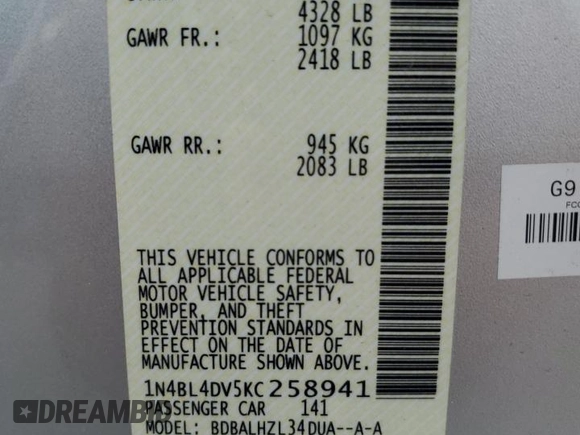 4328 LB
GAWR FR.: 1097 KG
2418 LB
GAWR RR.: 945 KG
2083 LB
THIS VEHICLE CONFORMS TO
ALL APPLICABLE FEDERAL
MOTOR VEHICLE SAFETY,
BUMPER, AND THEFT
PREVENTION STANDARDS IN
EFFECT ON THE DATE OF
MANUFACTURE SHOWN ABOVE.
1N4BL4DV5KC258941
PASSENGER CAR 141
MODEL: BDBALHZL34DUA--A-A
G9
FCC
DREAMBID